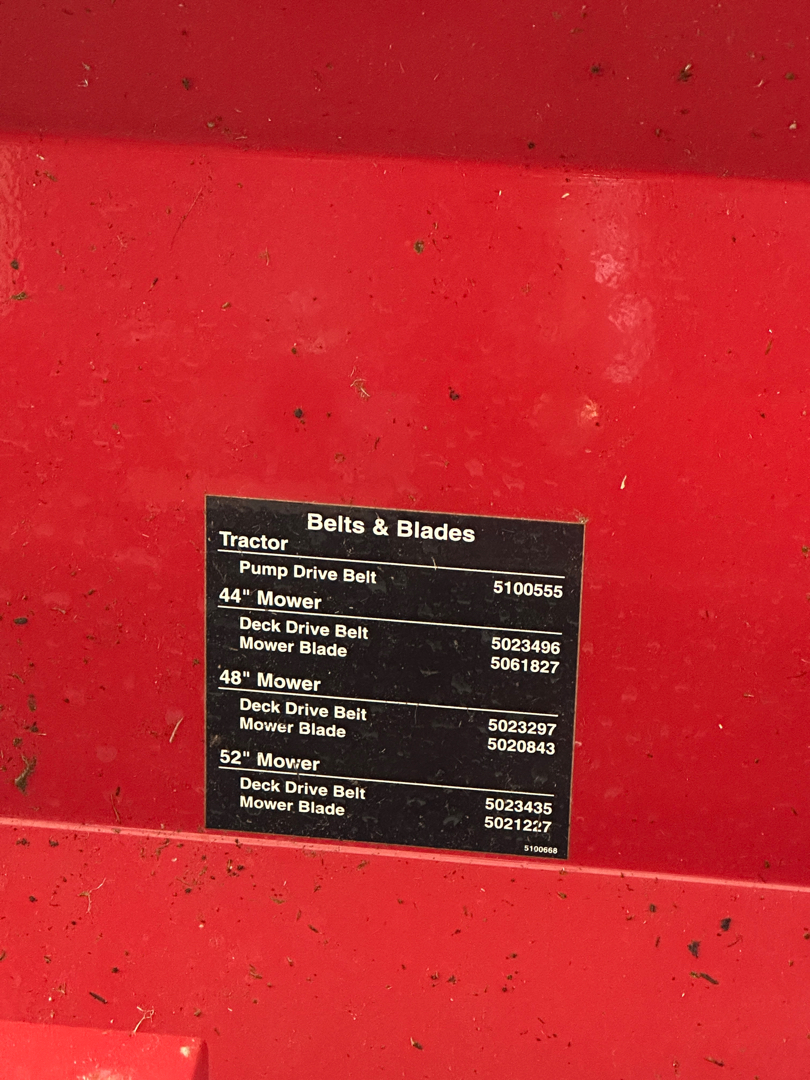 Belts & Blades
Tractor
Pump Drive Belt 5100555
44" Mower
Deck Drive Belt 5023496
Mower Blade 5061827
48" Mower
Deck Drive Belt 5023297
Mower Blade 5020843
52" Mower
Deck Drive Belt 5023435
Mower Blade 5021227
5100668